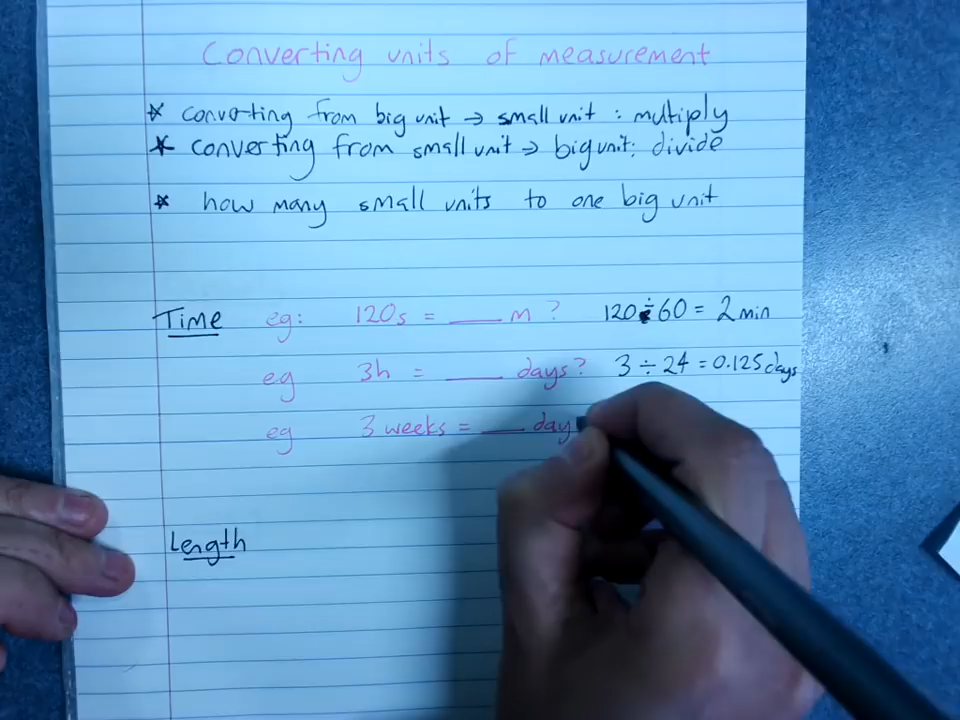 Converting units of measurement
* converting from big unit → small unit : multiply
* converting from small unit → big unit: divide
* how many small units to one big unit
Time eg: 120s = ___ m ? 120 ÷ 60 = 2 min
eg 3h = ___ days? 3 ÷ 24 = 0.125 days
eg 3 weeks = ___ day
Length